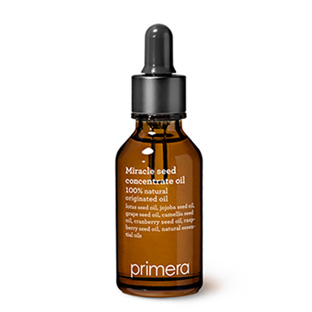 Miracle seed
concentrate oil
100% natural
originated oil
lotus seed oil, jojoba seed oil,
grape seed oil, camellia seed
oil, cranberry seed oil, rasp-
berry seed oil, natural essen-
tial oils
primera